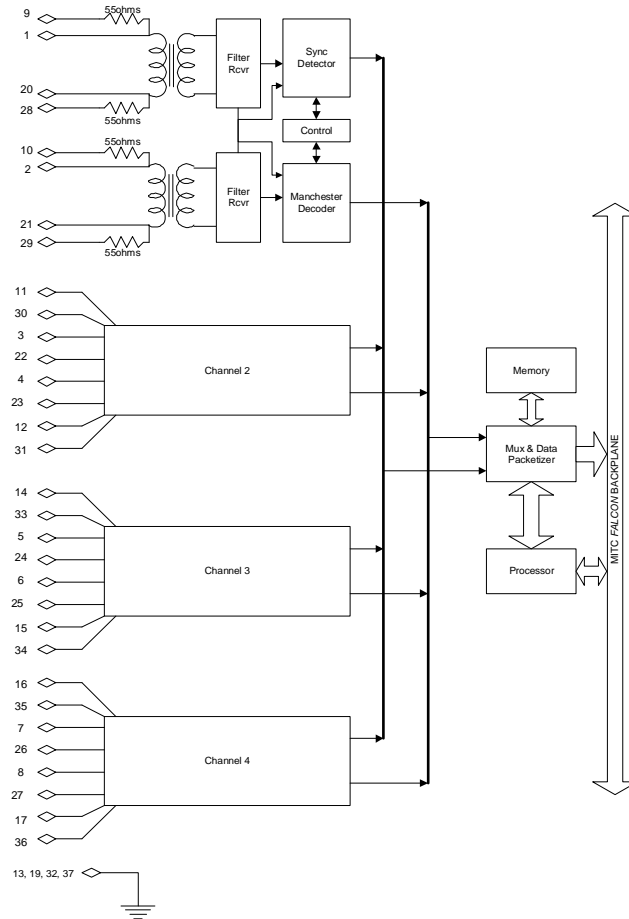 9
55ohms
1
20
28
55ohms
Filter
Rcvr
Sync
Detector
Control
10
55ohms
2
21
29
55ohms
Filter
Rcvr
Manchester
Decoder
11
30
3
22
4
23
12
31
Channel 2
14
33
5
24
6
25
15
34
Channel 3
16
35
7
26
8
27
17
36
Channel 4
13, 19, 32, 37
Memory
Mux & Data
Packetizer
Processor
MITC FALCON BACKPLANE